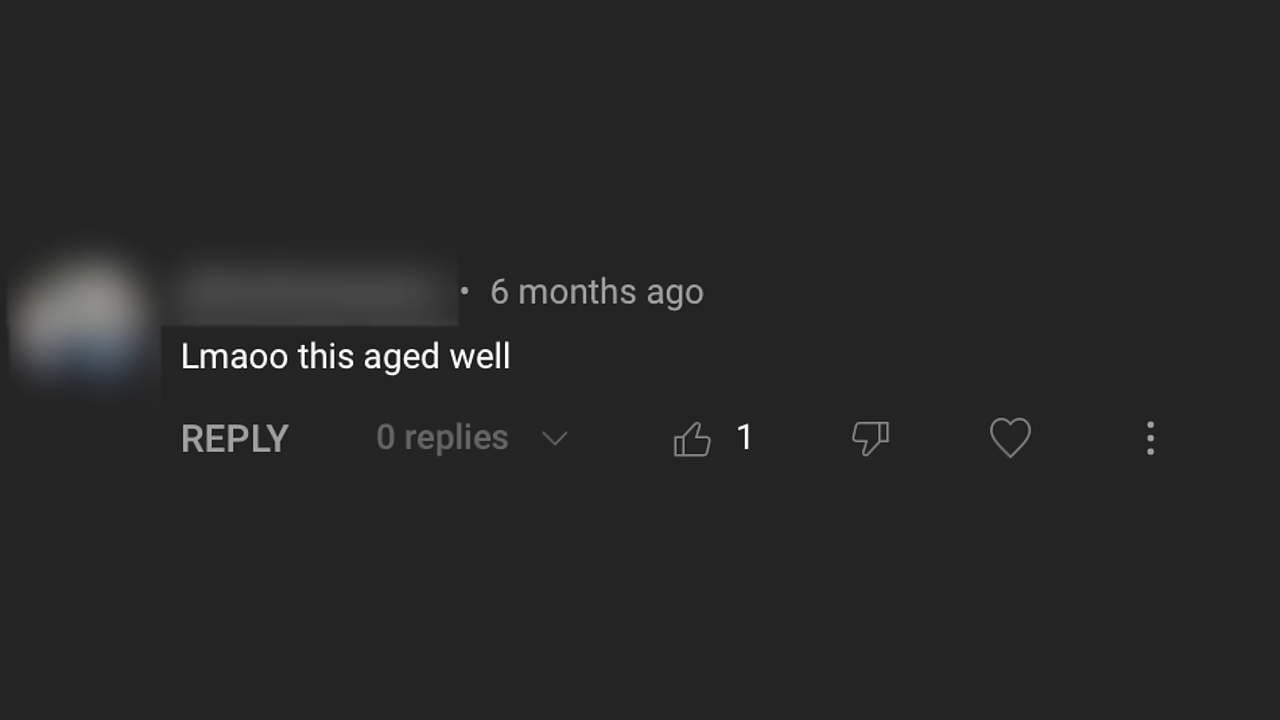 • 6 months ago
Lmaoo this aged well
REPLY 0 replies 1